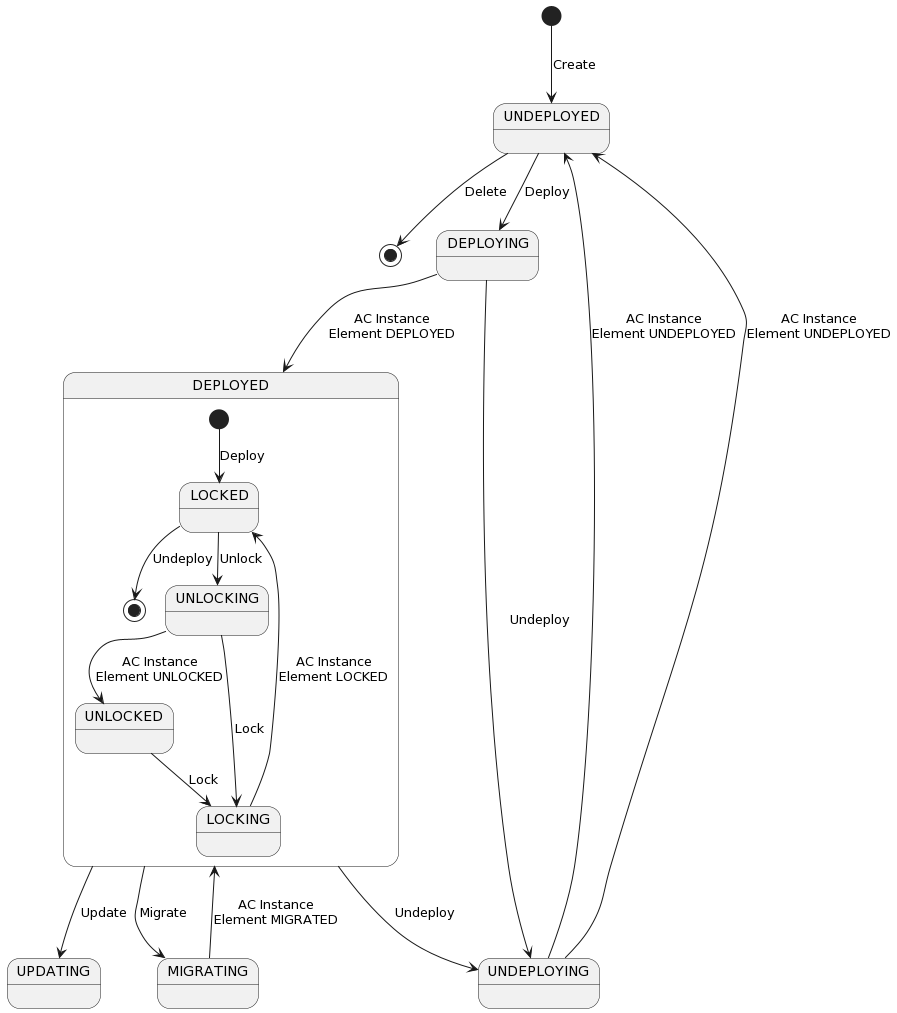 Create
UNDEPLOYED
Delete
Deploy
DEPLOYING
AC Instance
Element DEPLOYED
AC Instance
Element UNDEPLOYED
AC Instance
Element UNDEPLOYED
DEPLOYED
Deploy
LOCKED
Undeploy
Unlock
UNLOCKING
Undeploy
AC Instance
Element UNLOCKED
AC Instance
Element LOCKED
UNLOCKED
Lock
Lock
LOCKING
Update
Migrate
AC Instance
Element MIGRATED
Undeploy
UPDATING
MIGRATING
UNDEPLOYING